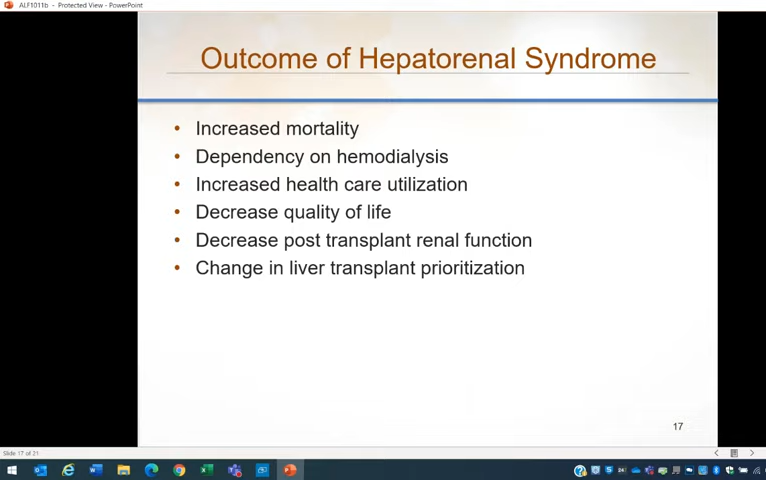 ALF1011b - Protected View - PowerPoint
Outcome of Hepatorenal Syndrome
• Increased mortality
• Dependency on hemodialysis
• Increased health care utilization
• Decrease quality of life
• Decrease post transplant renal function
• Change in liver transplant prioritization
17
Slide 17 of 21